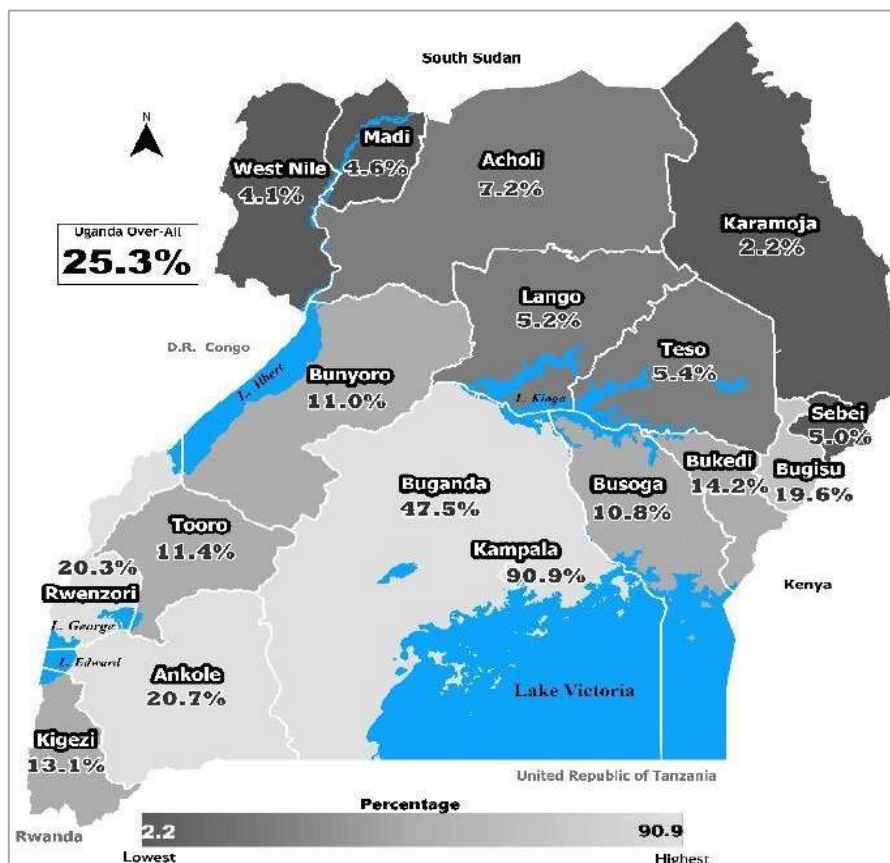 South Sudan
N
Madi
4.6%
West Nile
4.1%
Acholi
7.2%
Karamoja
2.2%
Uganda Over-All
25.3%
Lango
5.2%
Teso
5.4%
D.R. Congo
L. Albert
Bunyoro
11.0%
L. Kioga
Sebei
5.0%
Bukedi
14.2%
Bugisu
19.6%
Buganda
47.5%
Busoga
10.8%
Tooro
11.4%
Kampala
90.9%
20.3%
Rwenzori
Kenya
L. George
L. Edward
Ankole
20.7%
Lake Victoria
Kigezi
13.1%
United Republic of Tanzania
Percentage
2.2
90.9
Rwanda
Lowest
Highest